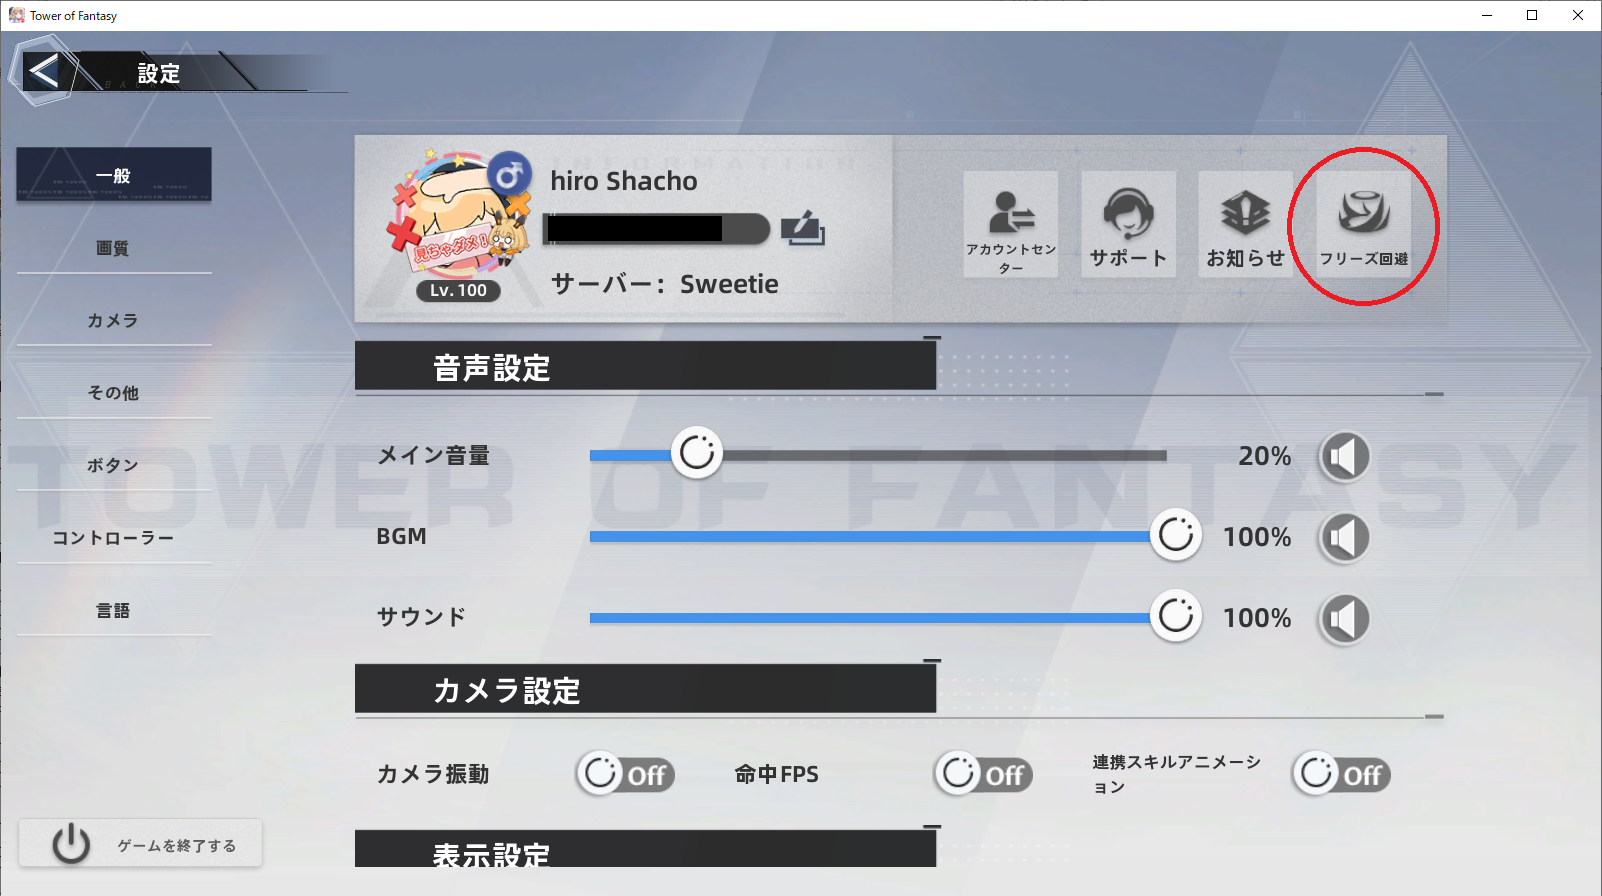 Tower of Fantasy
設定
BACK
一般
画質
カメラ
その他
ボタン
コントローラー
言語
ゲームを終了する
INFORMATION
見ちゃダメ!
Lv.100
hiro Shacho
サーバー: Sweetie
アカウントセン
ター
サポート
お知らせ
フリーズ回避
音声設定
TOWER OF FANTASY
メイン音量
20%
BGM
100%
サウンド
100%
カメラ設定
カメラ振動
Off
命中FPS
Off
連携スキルアニメーシ
ョン
Off
表示設定